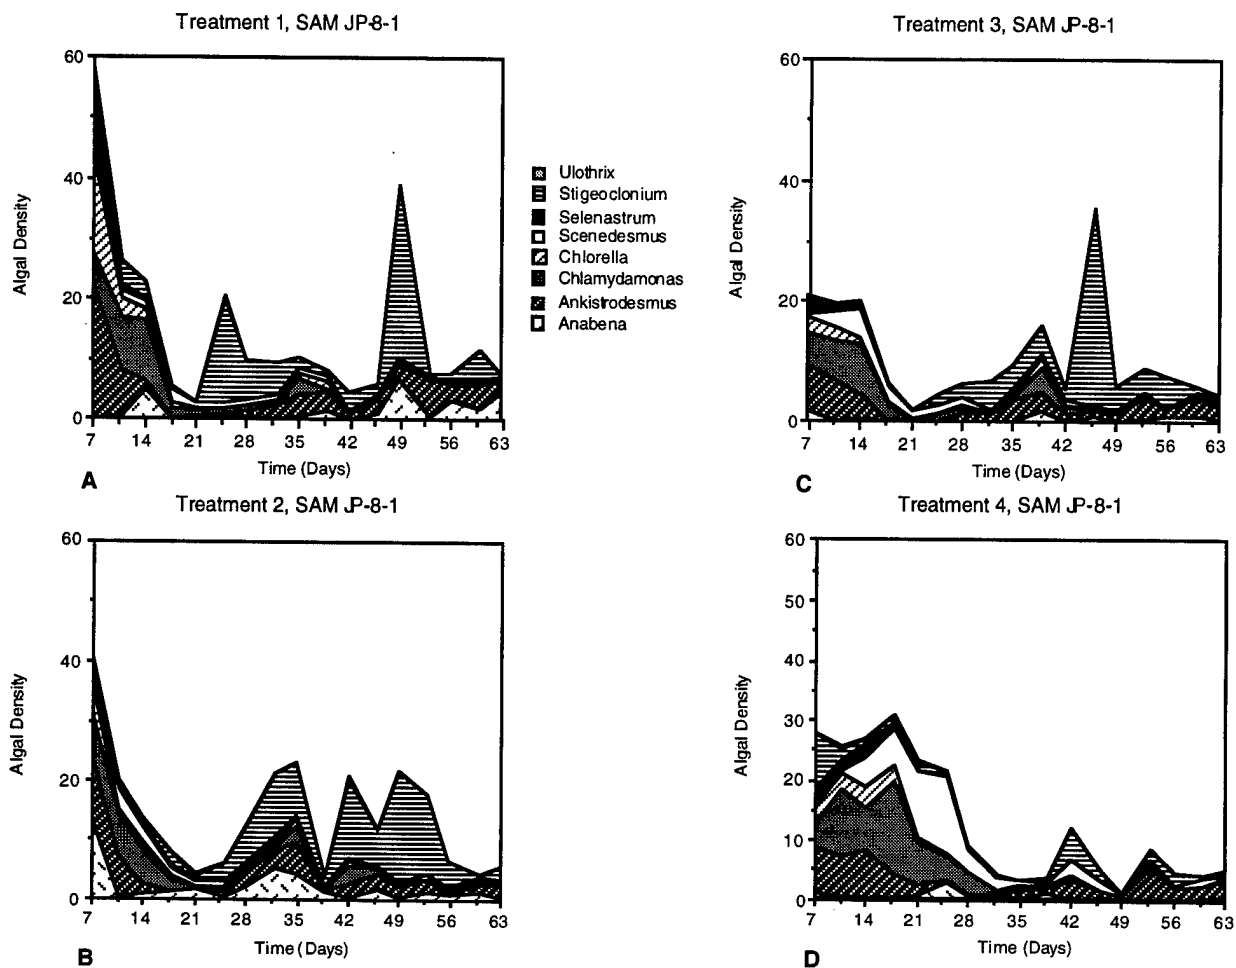 Treatment 1, SAM JP-8-1
60
40
20
0
7 14 21 28 35 42 49 56 63
Algal Density
Time (Days)
A
Ulothrix
Stigeoclonium
Selenastrum
Scenedesmus
Chlorella
Chlamydamonas
Ankistrodesmus
Anabena
Treatment 3, SAM JP-8-1
60
40
20
0
7 14 21 28 35 42 49 56 63
Algal Density
Time (Days)
C
Treatment 2, SAM JP-8-1
60
40
20
0
7 14 21 28 35 42 49 56 63
Algal Density
Time (Days)
B
Treatment 4, SAM JP-8-1
60
50
40
30
20
10
0
7 14 21 28 35 42 49 56 63
Algal Density
Time (Days)
D